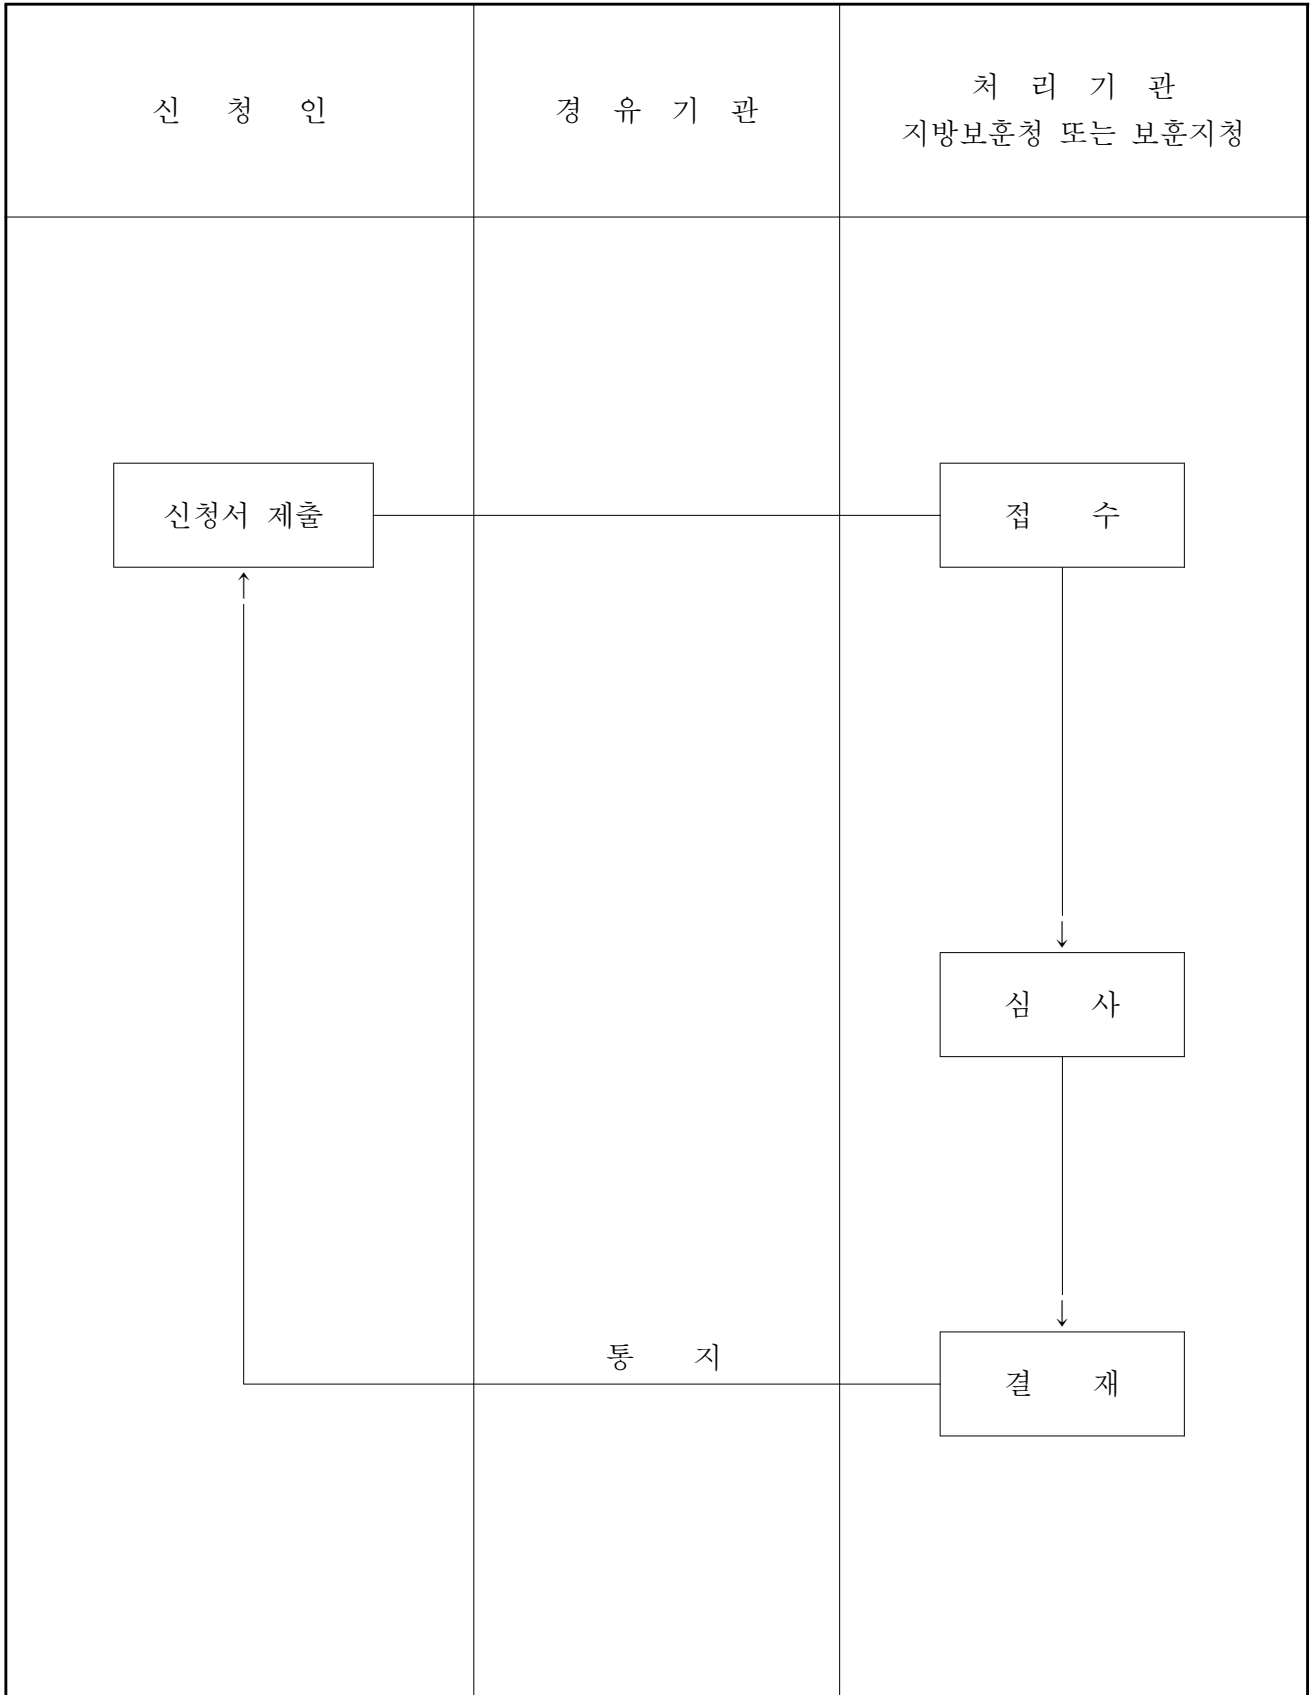 신 청 인
경 유 기 관
처 리 기 관
지방보훈청 또는 보훈지청
신청서 제출
접 수
심 사
통 지
결 재